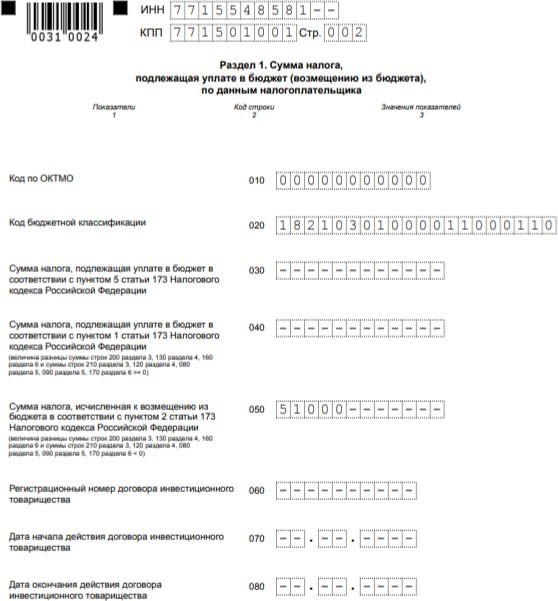 ИНН 7715548581--
0031 0024
КПП 771501001 Стр. 002
Раздел 1. Сумма налога,
подлежащая уплате в бюджет (возмещению из бюджета),
по данным налогоплательщика
Показатели Код строки Значения показателей
1 2 3
Код по ОКТМО 010 00000000000
Код бюджетной классификации 020 18210301000011000110
Сумма налога, подлежащая уплате в бюджет в 030 ------------
соответствии с пунктом 5 статьи 173 Налогового
кодекса Российской Федерации
Сумма налога, подлежащая уплате в бюджет в 040 ------------
соответствии с пунктом 1 статьи 173 Налогового
кодекса Российской Федерации
(величина разницы суммы строк 200 раздела 3, 130 раздела 4, 160
раздела 6 и суммы строк 210 раздела 3, 120 раздела 4, 080
раздела 5, 090 раздела 5, 170 раздела 6 >= 0)
Сумма налога, исчисленная к возмещению из 050 51000-------
бюджета в соответствии с пунктом 2 статьи 173
Налогового кодекса Российской Федерации
(величина разницы суммы строк 200 раздела 3, 130 раздела 4, 160
раздела 6 и суммы строк 210 раздела 3, 120 раздела 4, 080
раздела 5, 090 раздела 5, 170 раздела 6 < 0)
Регистрационный номер договора инвестиционного 060 ----------
товарищества
Дата начала действия договора инвестиционного 070 --.--.----
товарищества
Дата окончания действия договора 080 --.--.----
инвестиционного товарищества